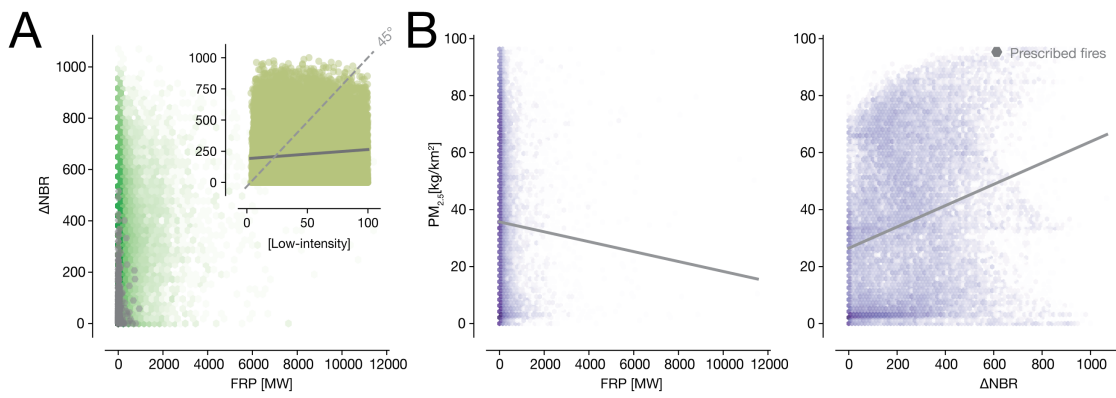 A
ΔNBR
1000
800
600
400
200
0
0 2000 4000 6000 8000 10000 12000
FRP [MW]
1000
750
500
250
0
45°
0 50 100
[Low-intensity]
B
PM2.5[kg/km²]
100
80
60
40
20
0
0 2000 4000 6000 8000 10000 12000
FRP [MW]
100
80
60
40
20
0
Prescribed fires
0 200 400 600 800 1000
ΔNBR